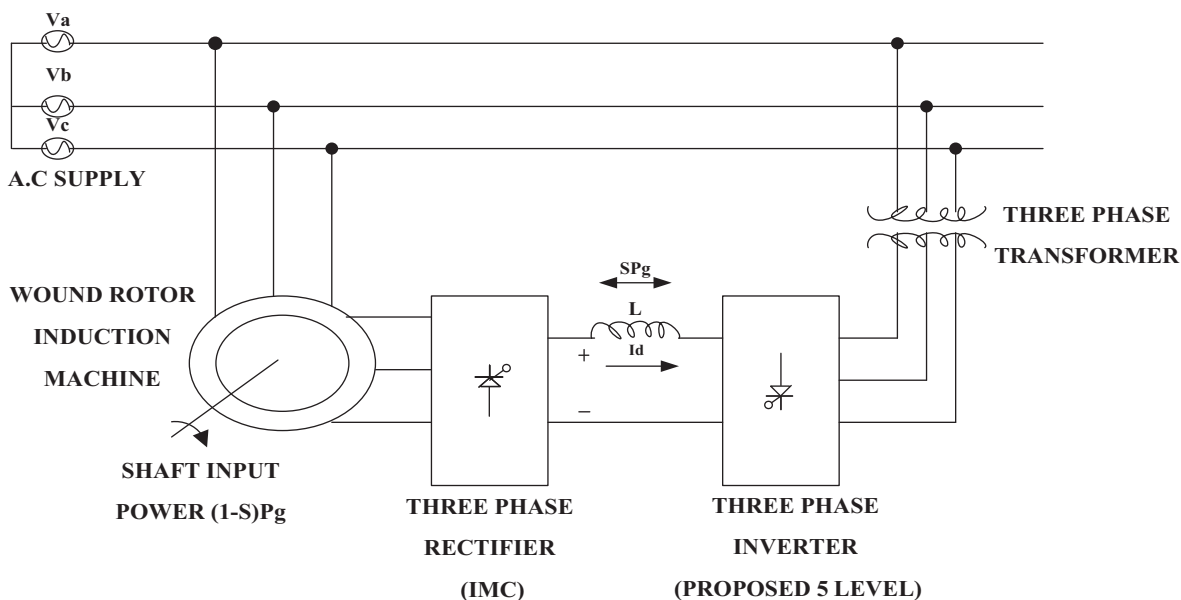 Va
Vb
Vc
A.C SUPPLY
THREE PHASE
TRANSFORMER
WOUND ROTOR
INDUCTION
MACHINE
SPg
L
Id
+
−
SHAFT INPUT
POWER (1-S)Pg
THREE PHASE
RECTIFIER
(IMC)
THREE PHASE
INVERTER
(PROPOSED 5 LEVEL)